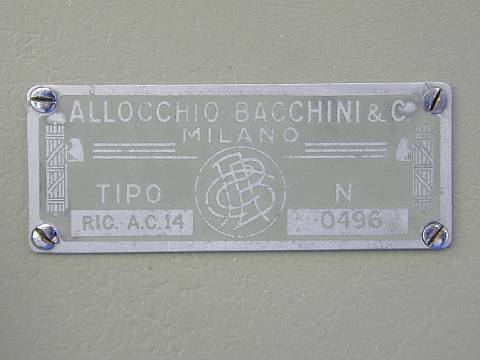 ALLOCCHIO BACCHINI & C.
MILANO
TIPO N
RIC. A.C.14 0496